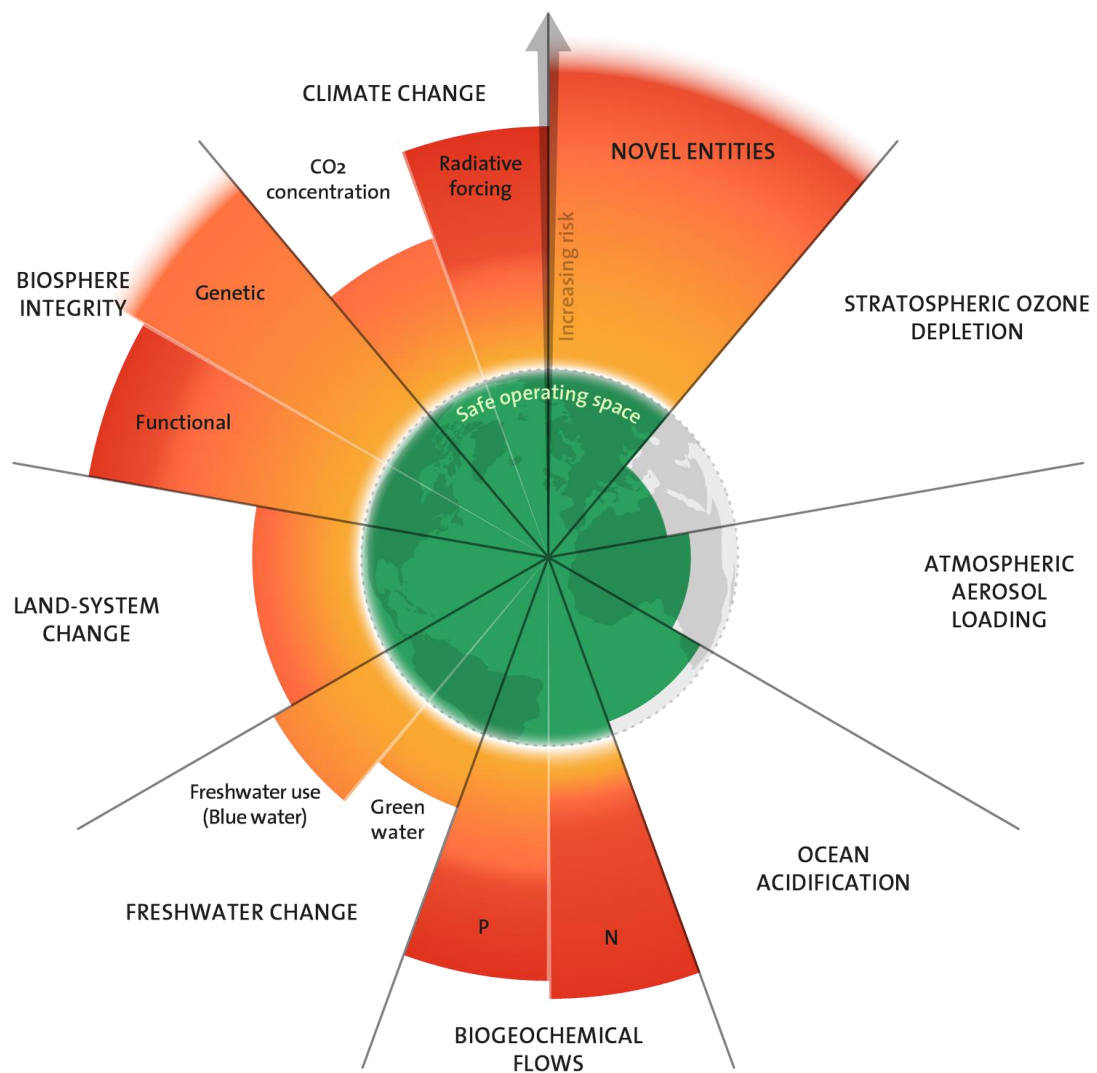 CLIMATE CHANGE
CO2
concentration
Radiative
forcing
NOVEL ENTITIES
Increasing risk
BIOSPHERE
INTEGRITY
Genetic
Functional
STRATOSPHERIC OZONE
DEPLETION
Safe operating space
ATMOSPHERIC
AEROSOL
LOADING
LAND-SYSTEM
CHANGE
Freshwater use
(Blue water)
Green
water
FRESHWATER CHANGE
P
N
OCEAN
ACIDIFICATION
BIOGEOCHEMICAL
FLOWS